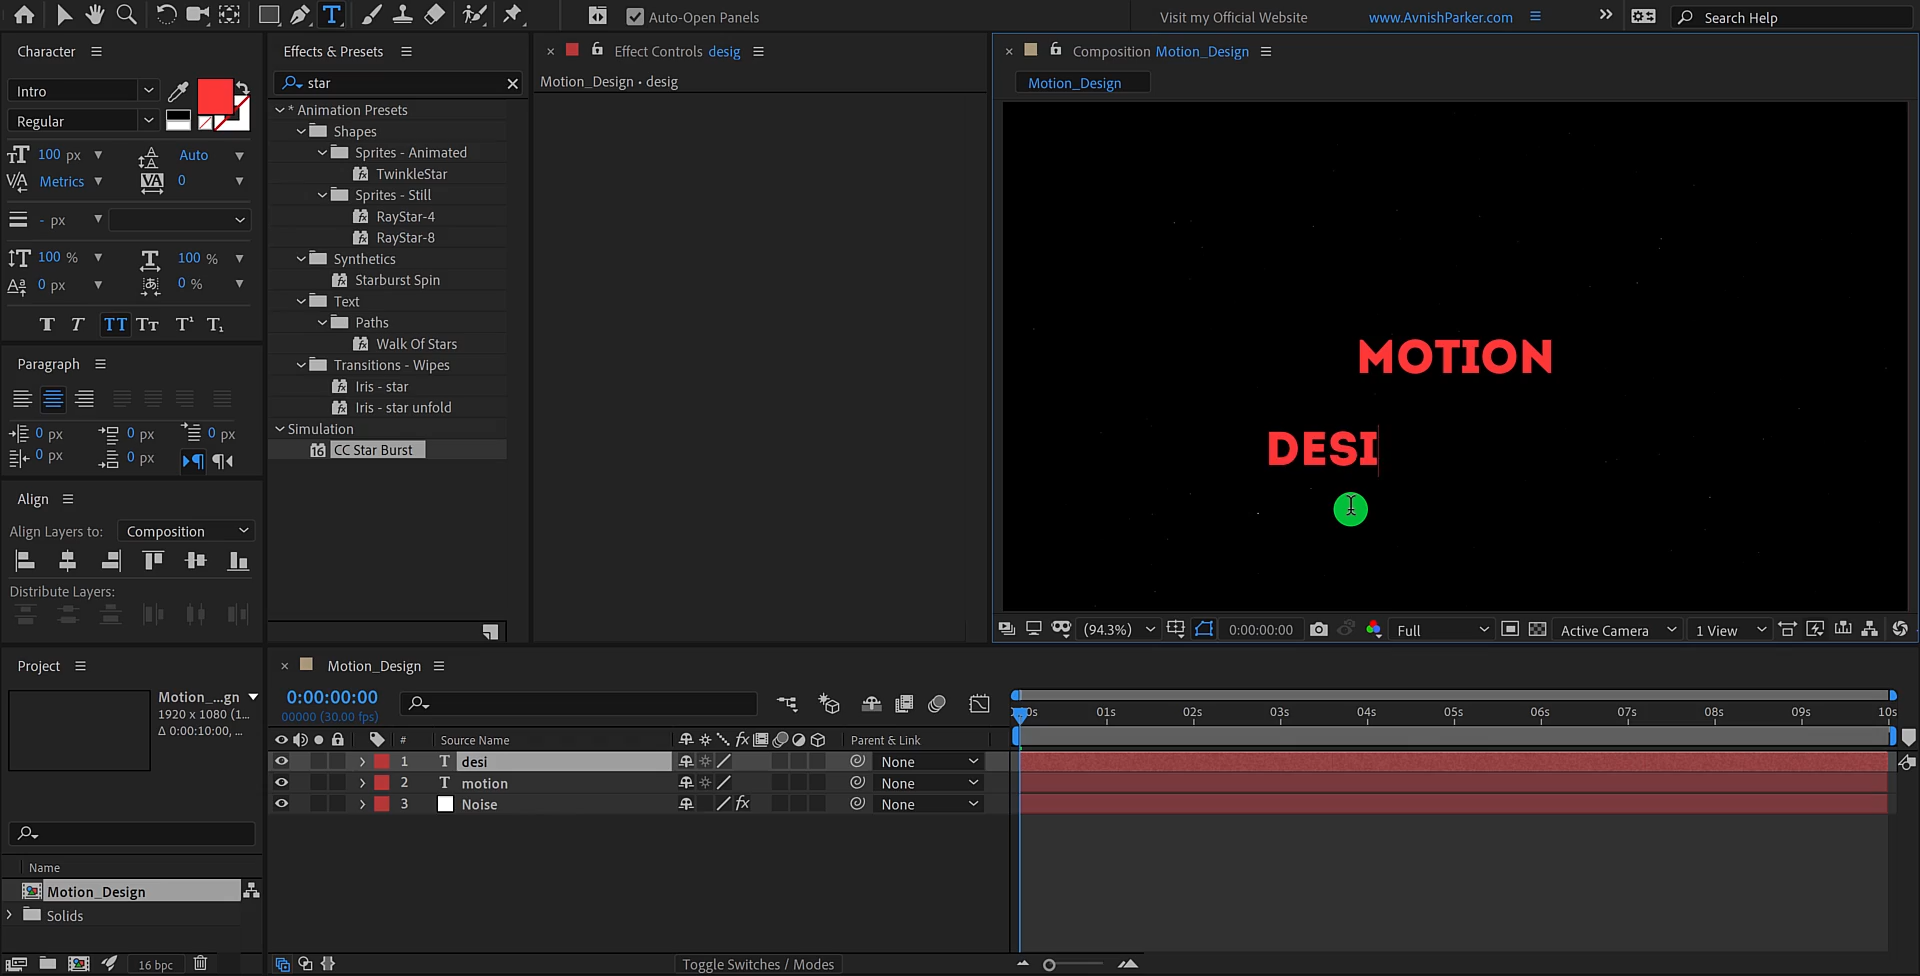 Auto-Open Panels
Visit my Official Website
www.AvnishParker.com
Search Help
Character
Intro
Regular
100 px
Auto
Metrics
0
- px
100 %
100 %
0 px
0 %
Paragraph
0 px
0 px
0 px
0 px
0 px
Align
Align Layers to:
Composition
Distribute Layers:
Effects & Presets
star
* Animation Presets
Shapes
Sprites - Animated
TwinkleStar
Sprites - Still
RayStar-4
RayStar-8
Synthetics
Starburst Spin
Text
Paths
Walk Of Stars
Transitions - Wipes
Iris - star
Iris - star unfold
Simulation
CC Star Burst
Effect Controls desig
Motion_Design • desig
Composition Motion_Design
Motion_Design
MOTION
DESI
(94.3%)
0:00:00:00
Full
Active Camera
1 View
Project
Motion_...gn
1920 x 1080 (1...
Δ 0:00:10:00, ...
Name
Motion_Design
Solids
16 bpc
Motion_Design
0:00:00:00
00000 (30.00 fps)
# Source Name
Parent & Link
1 T desi None
2 T motion None
3 Noise None
01s 02s 03s 04s 05s 06s 07s 08s 09s 10s
Toggle Switches / Modes